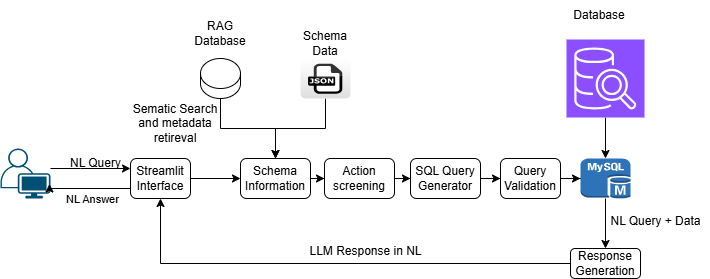 Database
RAG
Database
Schema
Data
JSON
Sematic Search
and metadata
retireval
NL Query
NL Answer
Streamlit
Interface
Schema
Information
Action
screening
SQL Query
Generator
Query
Validation
MySQL
M
NL Query + Data
LLM Response in NL
Response
Generation